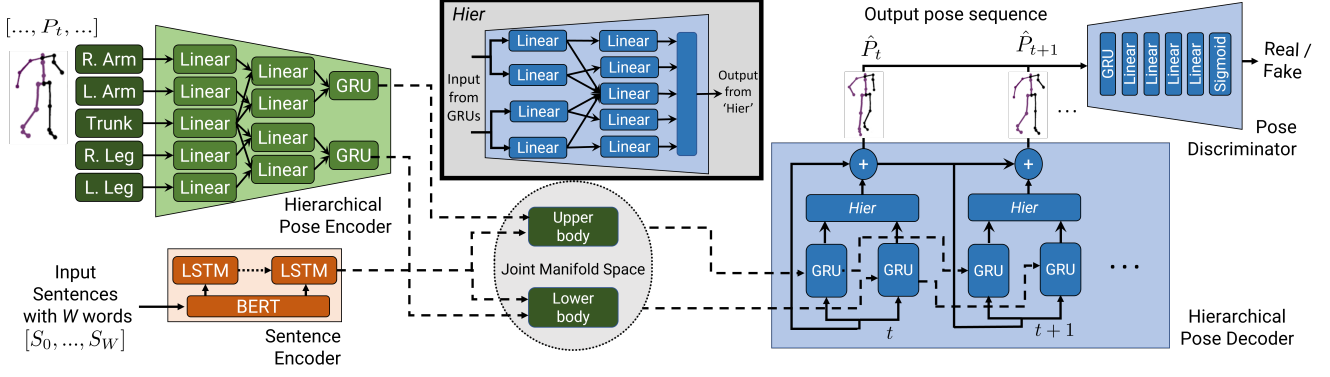 [..., P_t, ...]
R. Arm
L. Arm
Trunk
R. Leg
L. Leg
Linear
Linear
Linear
Linear
Linear
Linear
Linear
Linear
Linear
GRU
GRU
Hierarchical
Pose Encoder
Input
Sentences
with W words
[S_0, ..., S_W]
LSTM
LSTM
BERT
Sentence
Encoder
Hier
Input
from
GRUs
Linear
Linear
Linear
Linear
Linear
Linear
Linear
Linear
Linear
Output
from
‘Hier’
Upper
body
Joint Manifold Space
Lower
body
Output pose sequence
P̂_t
P̂_{t+1}
...
GRU
Linear
Linear
Linear
Linear
Sigmoid
Real /
Fake
Pose
Discriminator
+
+
Hier
Hier
GRU
GRU
GRU
GRU
...
t
t + 1
Hierarchical
Pose Decoder